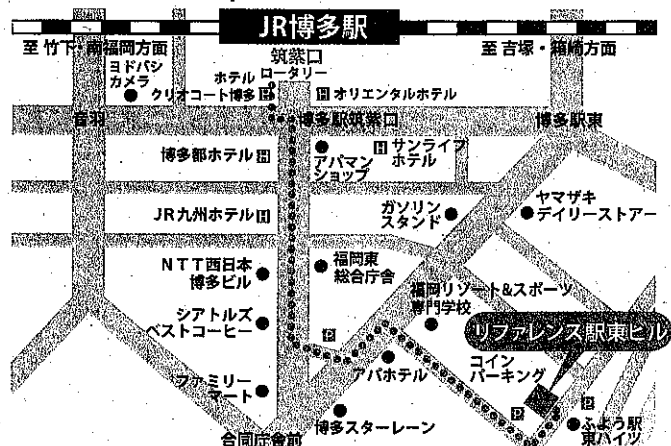 JR博多駅
至 竹下・南福岡方面
筑紫口
ロータリー
至 吉塚・箱崎方面
ヨドバシ
カメラ
ホテル
クリオコート博多 H
H オリエンタルホテル
音羽
博多駅筑紫口
博多駅東
博多都ホテル H
アパマン
ショップ
H サンライフ
ホテル
JR九州ホテル H
ガソリン
スタンド
ヤマザキ
デイリーストアー
NTT西日本
博多ビル
福岡東
総合庁舎
福岡リゾート&スポーツ
専門学校
シアトルズ
ベストコーヒー
P
リファレンス駅東ビル
アパホテル
コイン
パーキング
ファミリー
マート
P
P
博多スターレーン
ふよう駅
東ハイツ
合同庁舎前